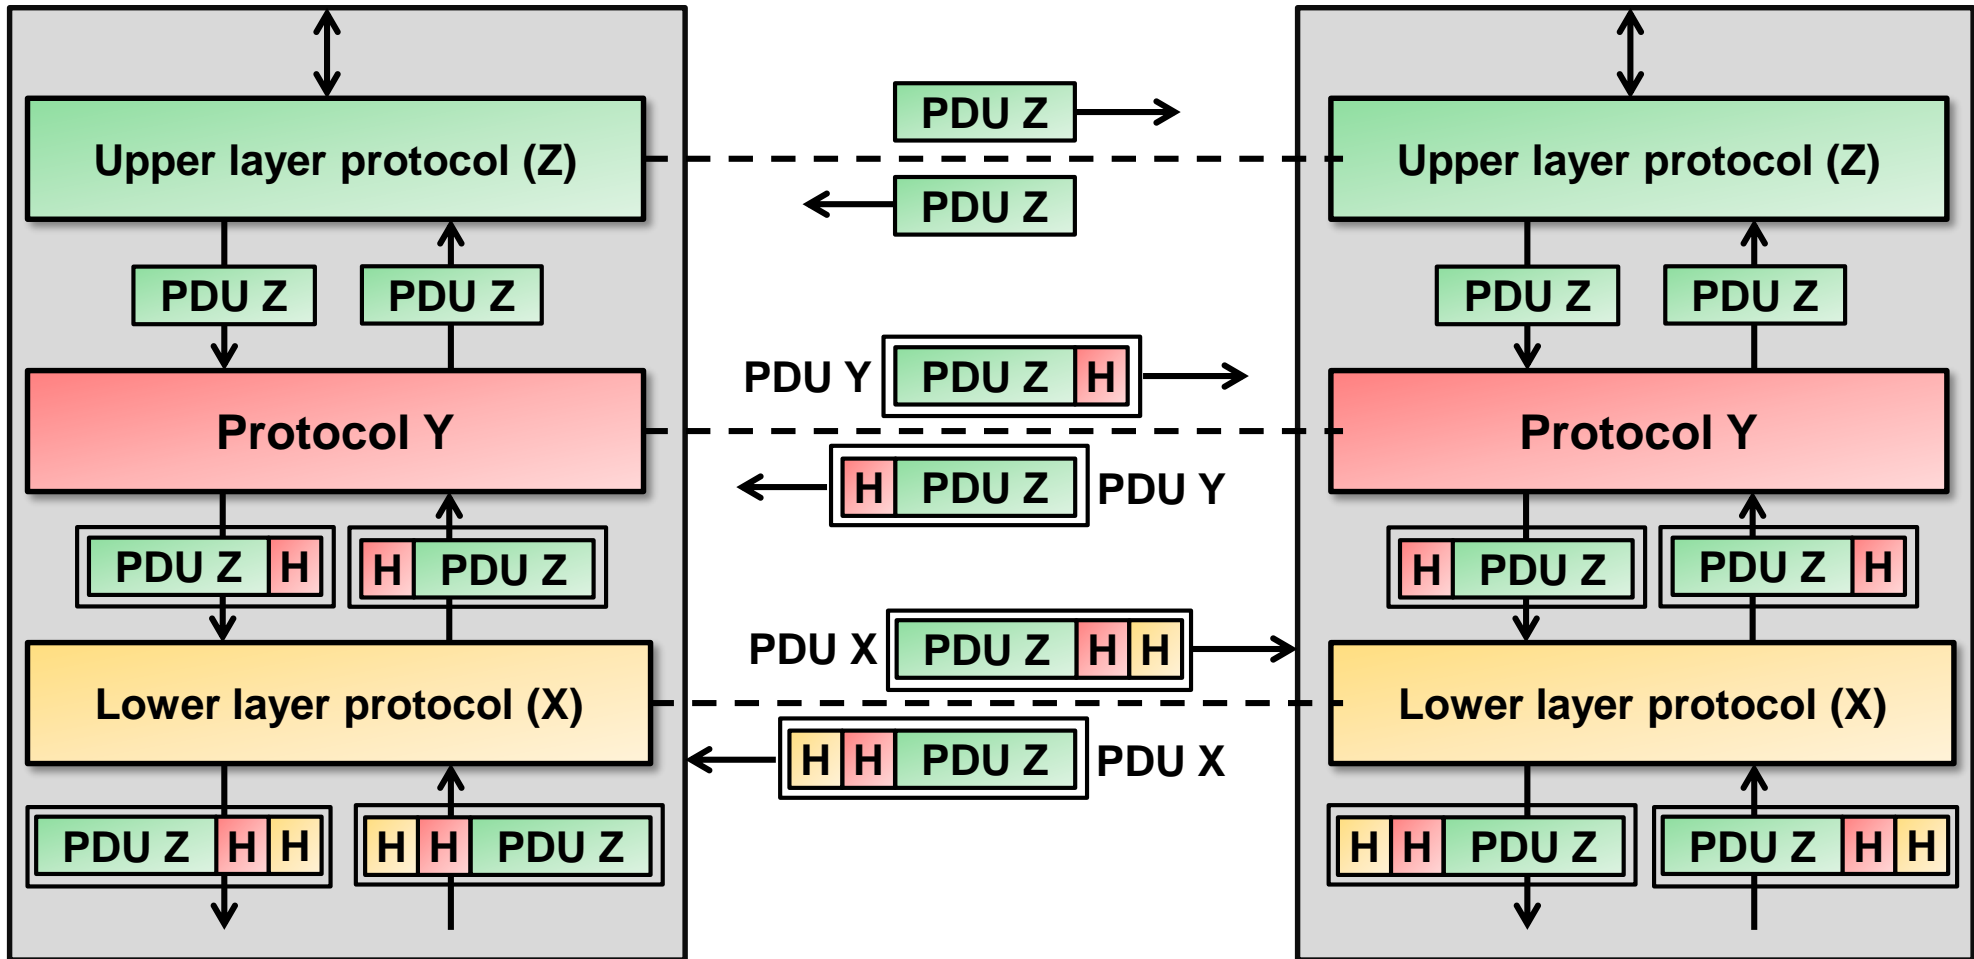 PDU Z
Upper layer protocol (Z)
Upper layer protocol (Z)
PDU Z
PDU Z
PDU Z
PDU Z
PDU Z
PDU Y PDU Z H
Protocol Y
Protocol Y
H PDU Z PDU Y
PDU Z H
H PDU Z
H PDU Z
PDU Z H
PDU X PDU Z H H
Lower layer protocol (X)
Lower layer protocol (X)
H H PDU Z PDU X
PDU Z H H
H H PDU Z
H H PDU Z
PDU Z H H